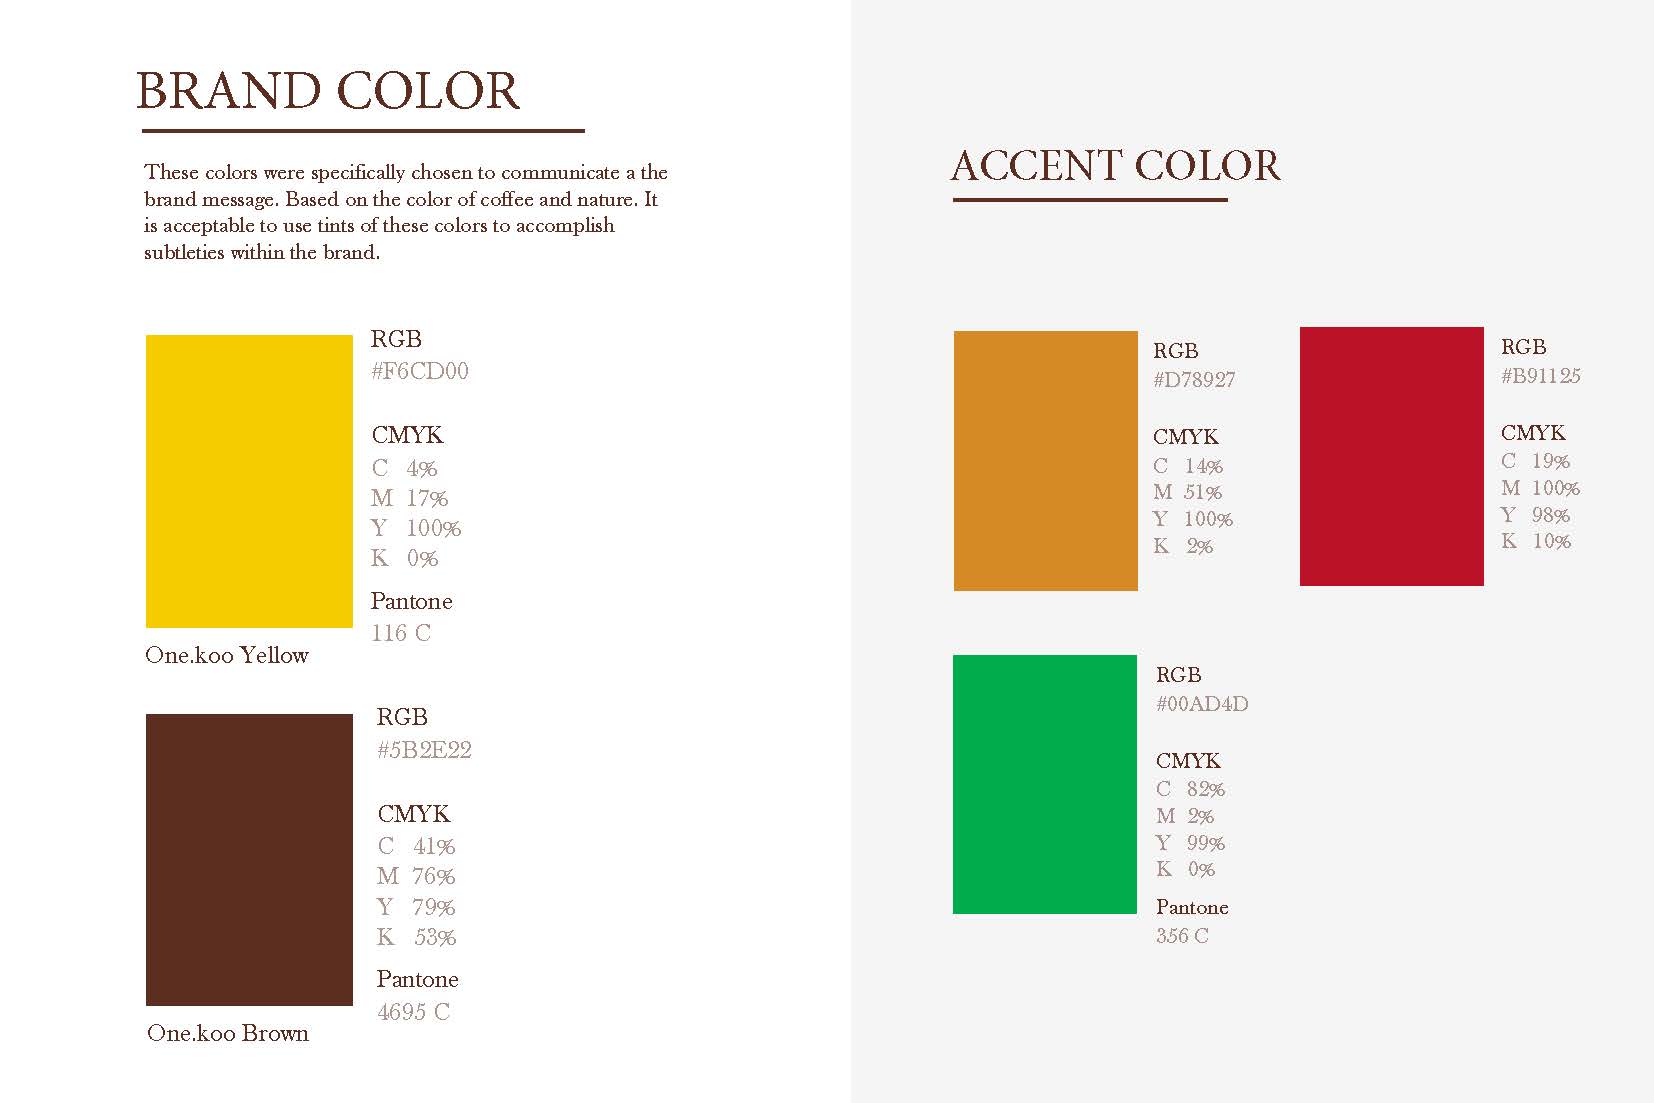 BRAND COLOR
These colors were specifically chosen to communicate a the
brand message. Based on the color of coffee and nature. It
is acceptable to use tints of these colors to accomplish
subtleties within the brand.
RGB
#F6CD00
CMYK
C 4%
M 17%
Y 100%
K 0%
Pantone
116 C
One.koo Yellow
RGB
#5B2E22
CMYK
C 41%
M 76%
Y 79%
K 53%
Pantone
4695 C
One.koo Brown
ACCENT COLOR
RGB
#D78927
CMYK
C 14%
M 51%
Y 100%
K 2%
RGB
#B91125
CMYK
C 19%
M 100%
Y 98%
K 10%
RGB
#00AD4D
CMYK
C 82%
M 2%
Y 99%
K 0%
Pantone
356 C